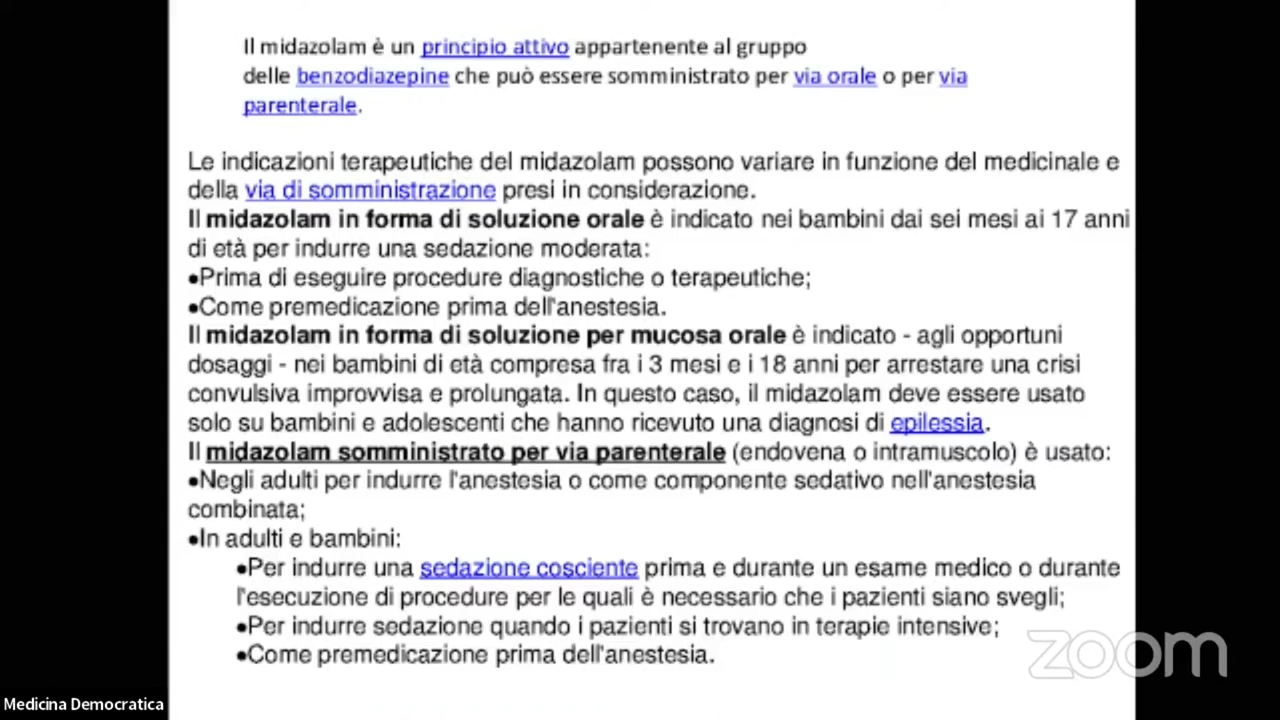 Il midazolam è un principio attivo appartenente al gruppo
delle benzodiazepine che può essere somministrato per via orale o per via
parenterale.
Le indicazioni terapeutiche del midazolam possono variare in funzione del medicinale e
della via di somministrazione presi in considerazione.
Il midazolam in forma di soluzione orale è indicato nei bambini dai sei mesi ai 17 anni
di età per indurre una sedazione moderata:
•Prima di eseguire procedure diagnostiche o terapeutiche;
•Come premedicazione prima dell'anestesia.
Il midazolam in forma di soluzione per mucosa orale è indicato - agli opportuni
dosaggi - nei bambini di età compresa fra i 3 mesi e i 18 anni per arrestare una crisi
convulsiva improvvisa e prolungata. In questo caso, il midazolam deve essere usato
solo su bambini e adolescenti che hanno ricevuto una diagnosi di epilessia.
Il midazolam somministrato per via parenterale (endovena o intramuscolo) è usato:
•Negli adulti per indurre l'anestesia o come componente sedativo nell'anestesia
combinata;
•In adulti e bambini:
•Per indurre una sedazione cosciente prima e durante un esame medico o durante
l'esecuzione di procedure per le quali è necessario che i pazienti siano svegli;
•Per indurre sedazione quando i pazienti si trovano in terapie intensive;
•Come premedicazione prima dell'anestesia.
zoom
Medicina Democratica